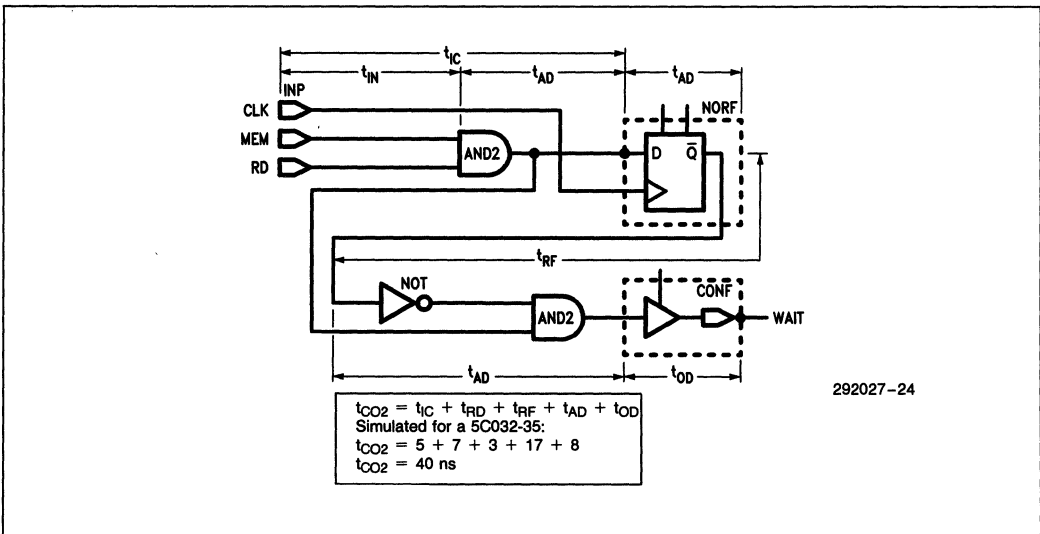 t_IC
t_IN t_AD t_AD
INP
CLK
NORF
MEM
RD
AND2
D Q̅
t_RF
NOT
CONF
AND2
WAIT
t_AD t_OD
292027–24
t_CO2 = t_IC + t_RD + t_RF + t_AD + t_OD
Simulated for a 5C032-35:
t_CO2 = 5 + 7 + 3 + 17 + 8
t_CO2 = 40 ns